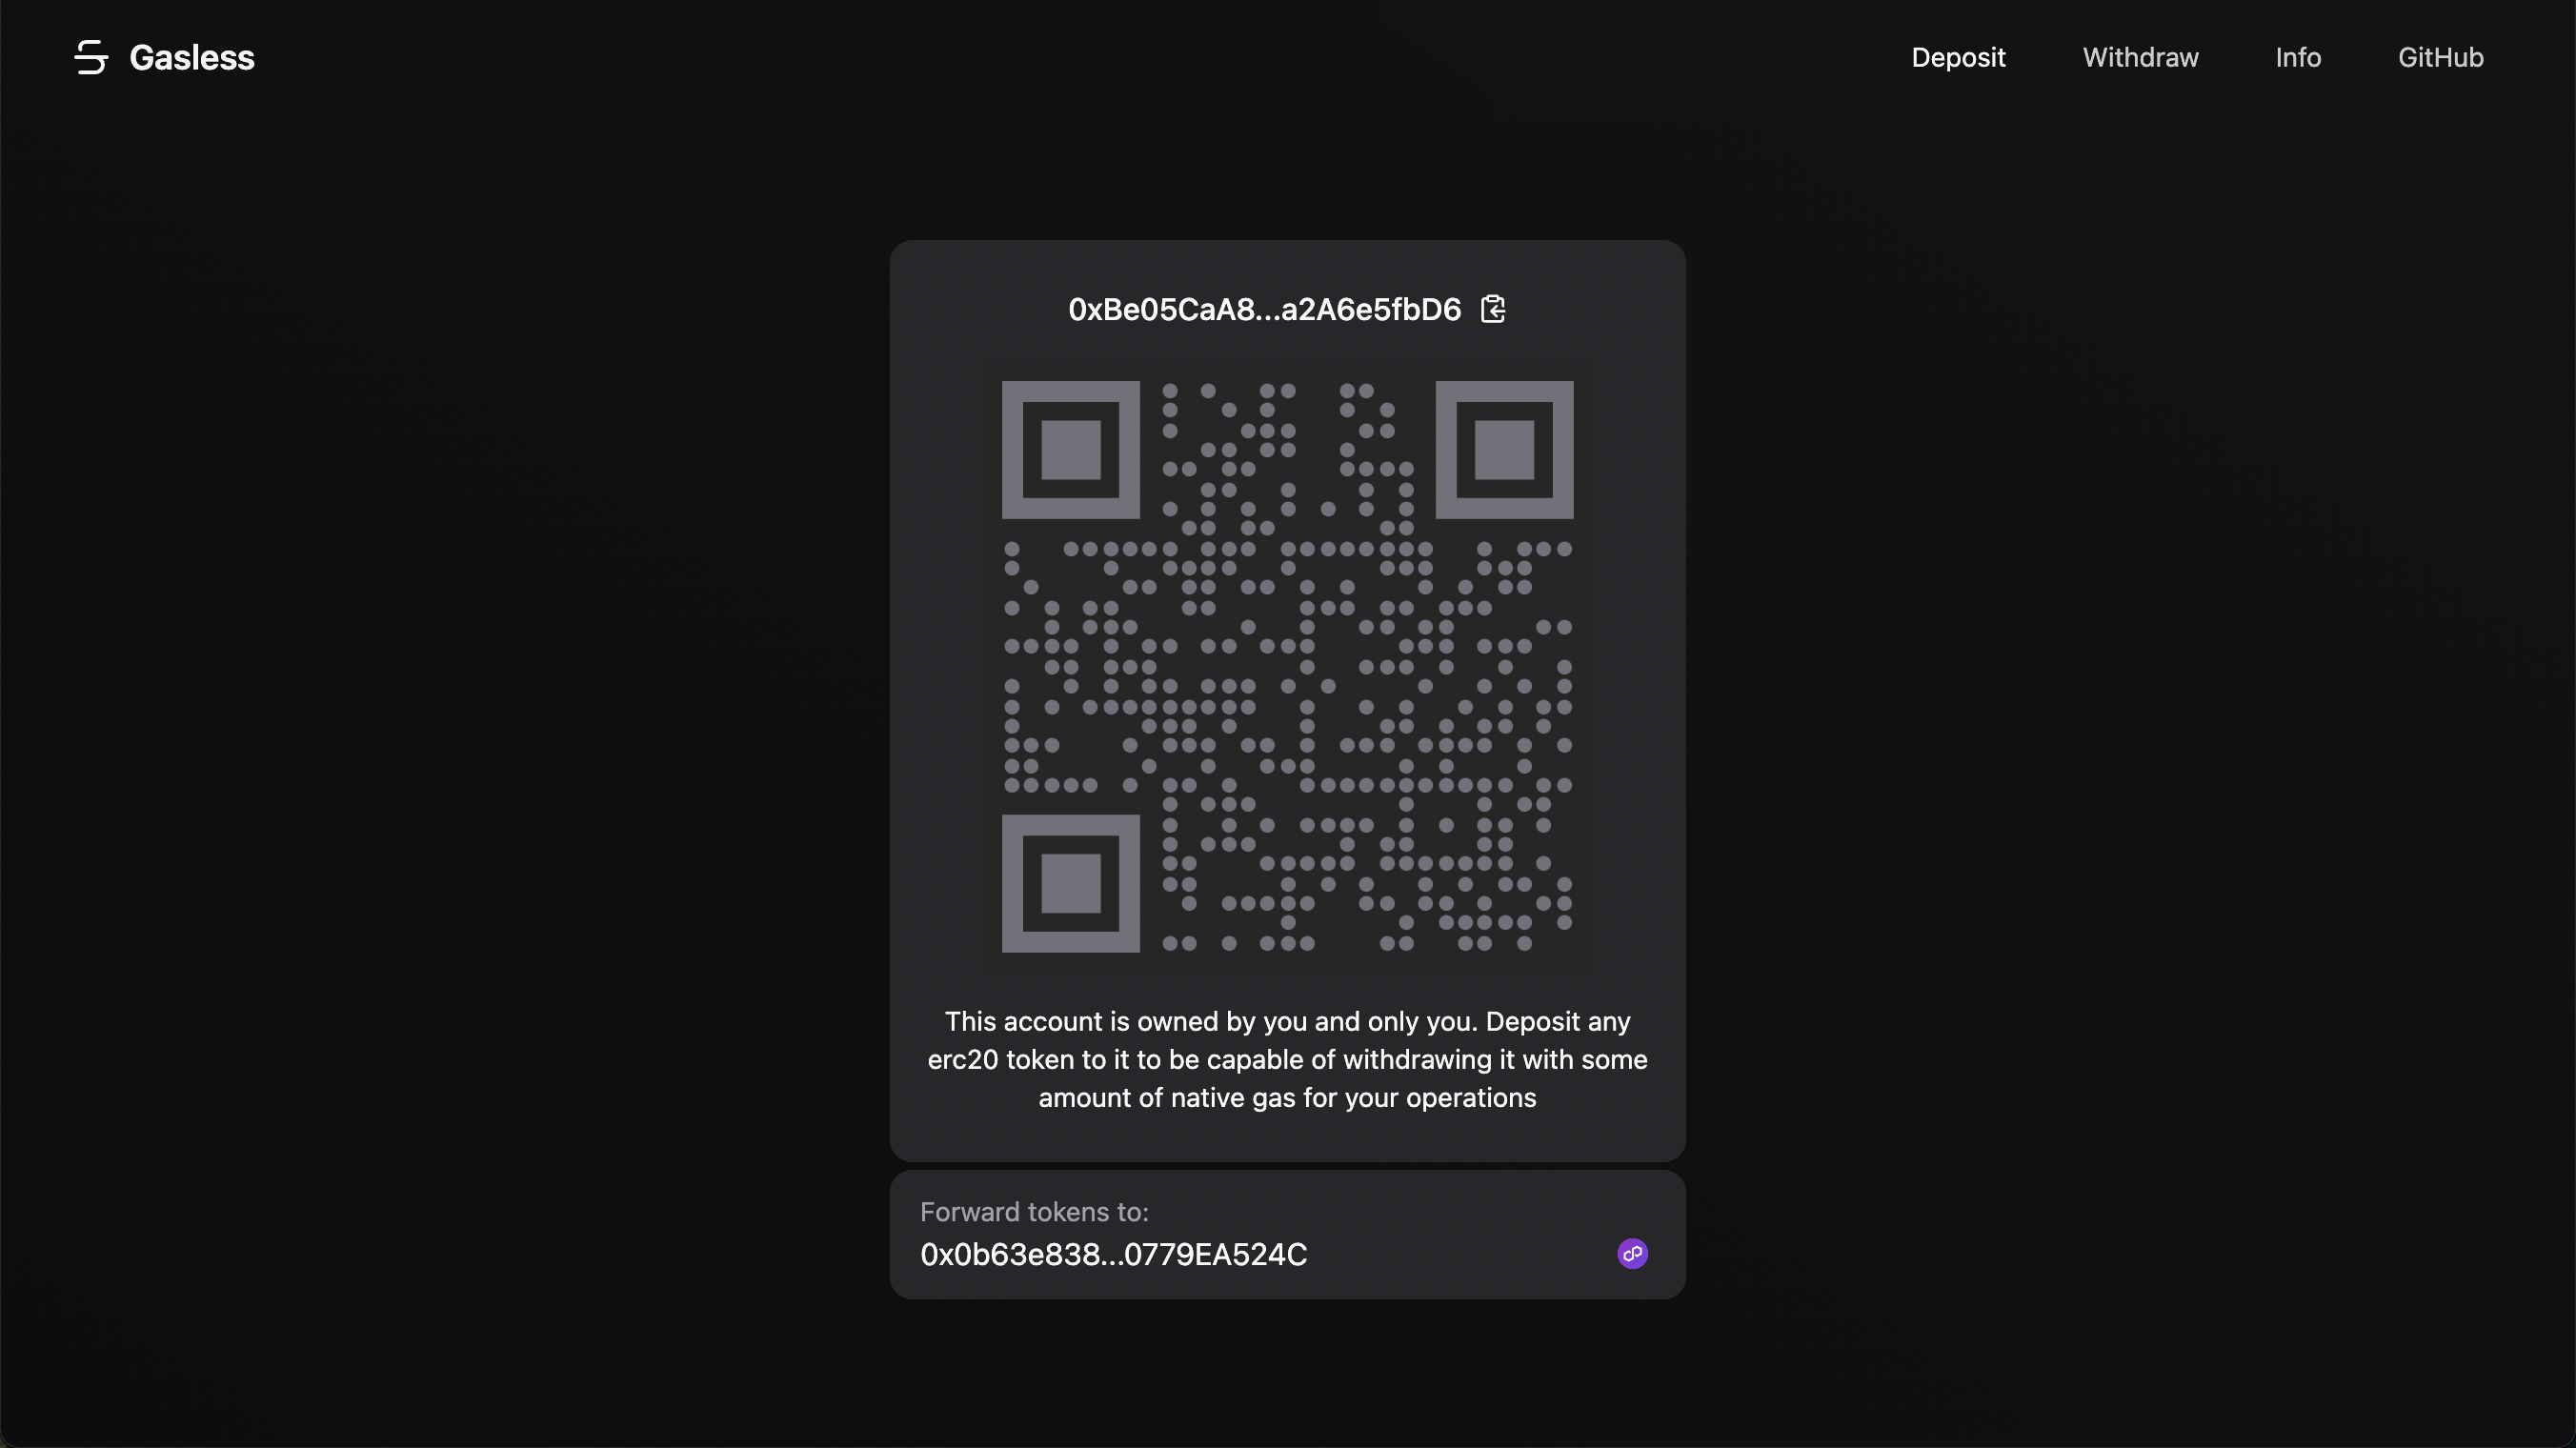 Gasless
Deposit
Withdraw
Info
GitHub
0xBe05CaA8...a2A6e5fbD6
This account is owned by you and only you. Deposit any
erc20 token to it to be capable of withdrawing it with some
amount of native gas for your operations
Forward tokens to:
0x0b63e838...0779EA524C